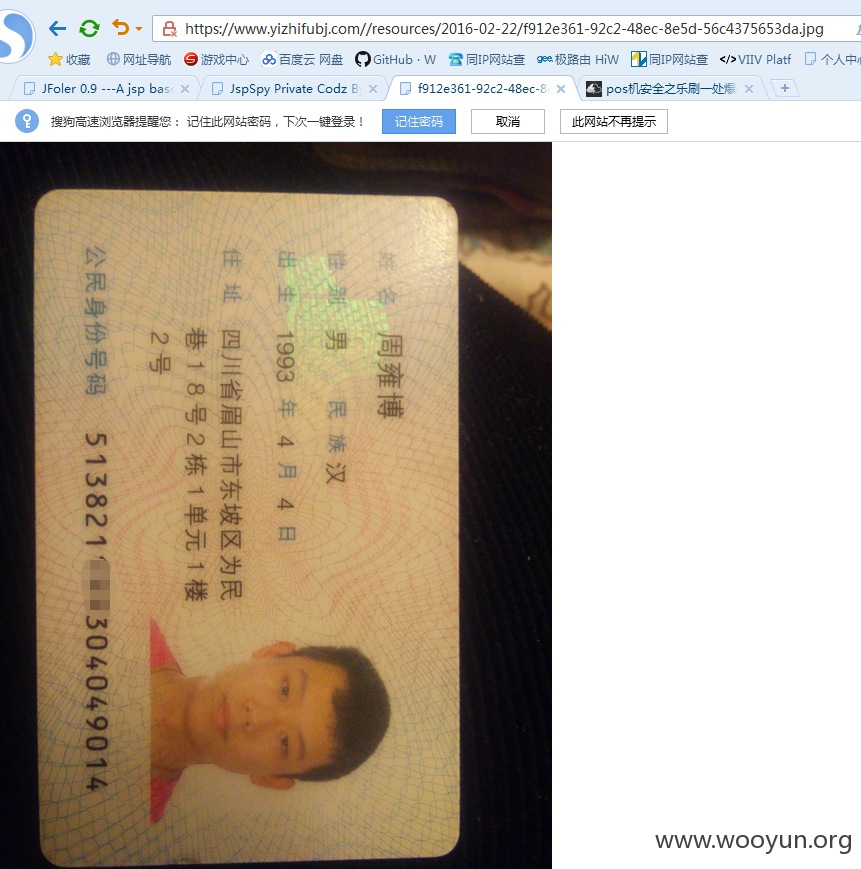 https://www.yizhifubj.com//resources/2016-02-22/f912e361-92c2-48ec-8e5d-56c4375653da.jpg
收藏 网址导航 游戏中心 百度云 网盘 GitHub · W 同IP网站查 极路由 HiW 同IP网站查 </> VIIV Platf 个人中
JFoler 0.9 ---A jsp bas JspSpy Private Codz B f912e361-92c2-48ec-8 pos机安全之乐刷一处
搜狗高速浏览器提醒您： 记住此网站密码，下次一键登录！ 记住密码 取消 此网站不再提示
姓名 周雍博
性别 男 民族 汉
出生 1993 年 4 月 4 日
住址 四川省眉山市东坡区为民
巷18号2栋1单元1楼
2号
公民身份号码 513821 304049014
www.wooyun.org